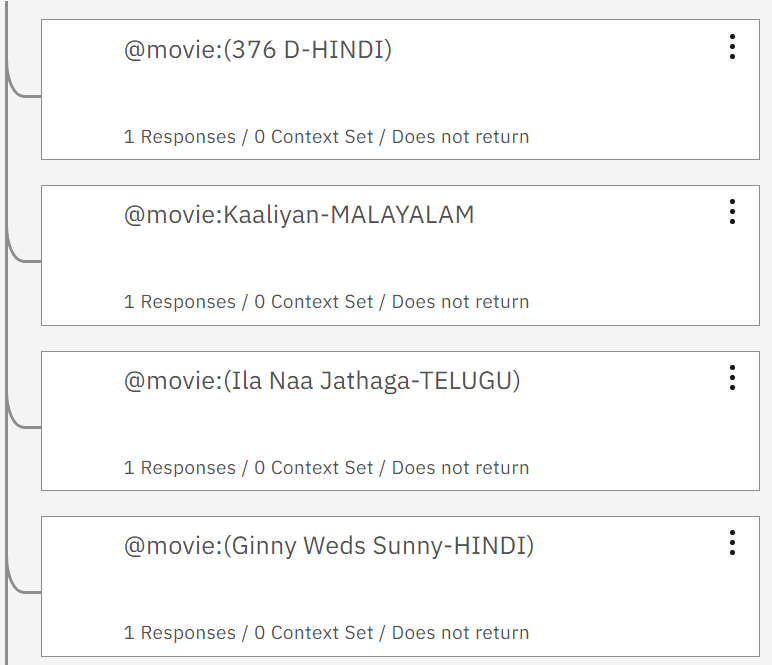 @movie:(376 D-HINDI)
1 Responses / 0 Context Set / Does not return
@movie:Kaaliyan-MALAYALAM
1 Responses / 0 Context Set / Does not return
@movie:(Ila Naa Jathaga-TELUGU)
1 Responses / 0 Context Set / Does not return
@movie:(Ginny Weds Sunny-HINDI)
1 Responses / 0 Context Set / Does not return